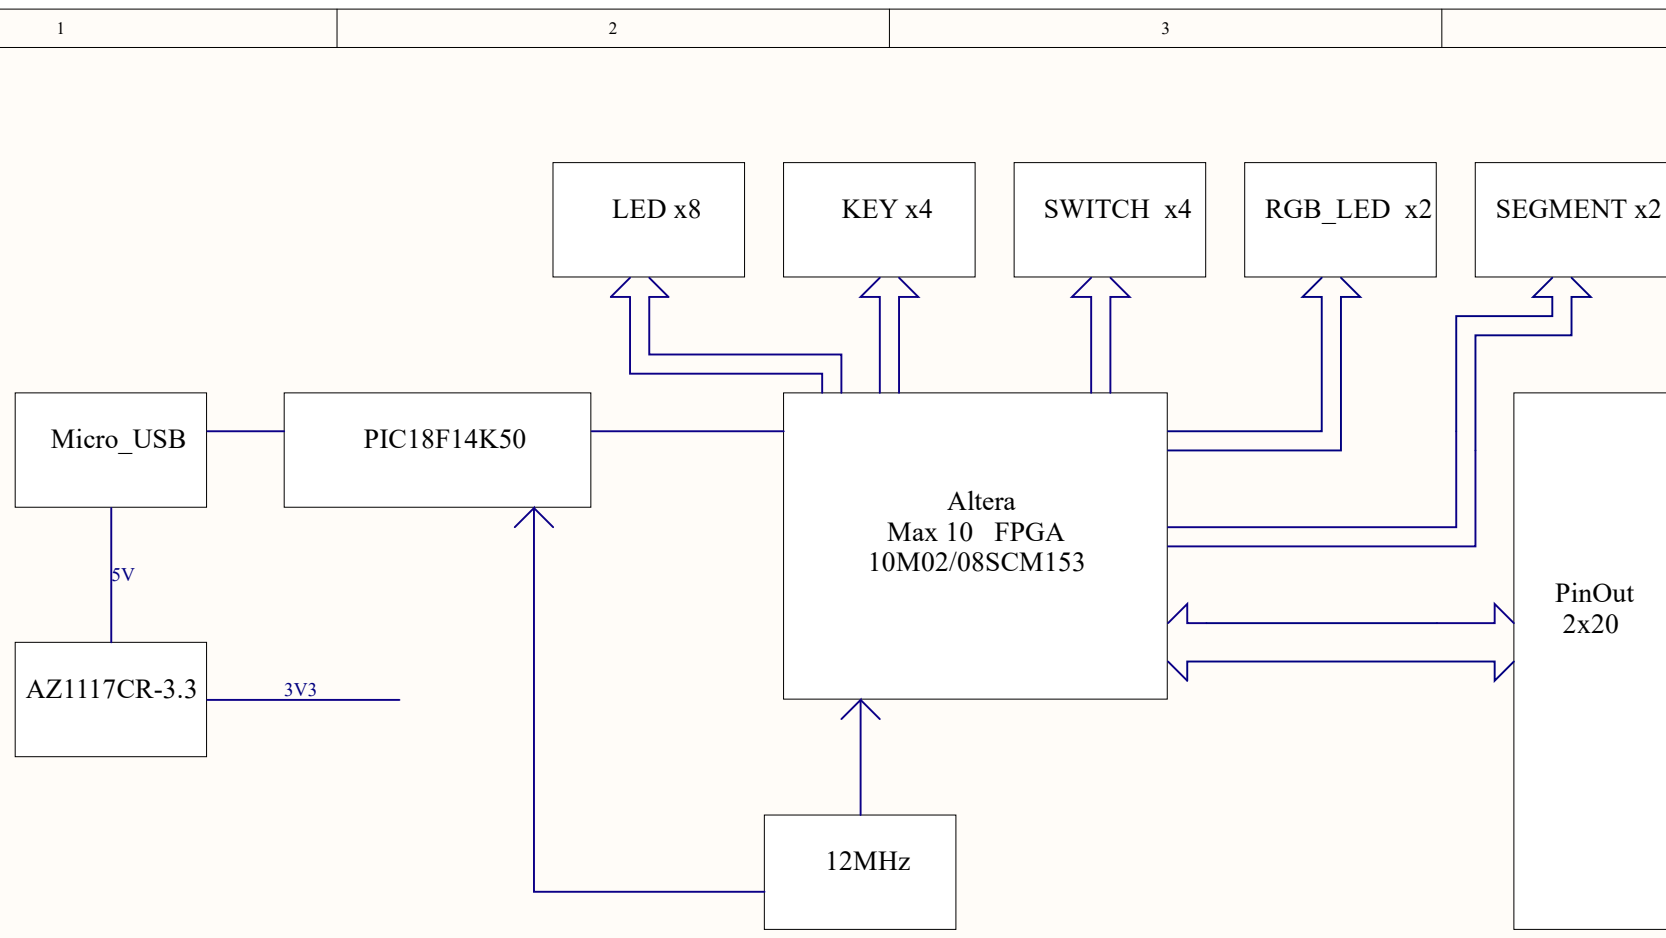 1
2
3
LED x8
KEY x4
SWITCH x4
RGB_LED x2
SEGMENT x2
Micro_USB
PIC18F14K50
Altera
Max 10 FPGA
10M02/08SCM153
5V
PinOut
2x20
AZ1117CR-3.3
3V3
12MHz